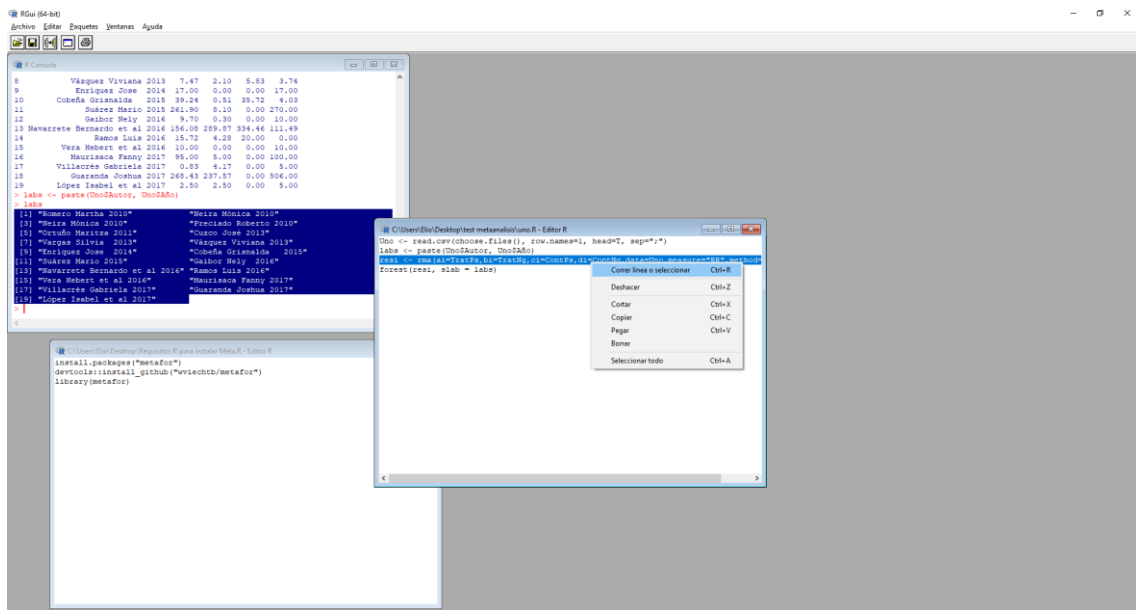 RGui (64-bit)
Archivo Editar Paquetes Ventanas Ayuda
R Console
8 Vázquez Viviana 2013 7.47 2.10 5.83 3.74
9 Enríquez Jose 2014 17.00 0.00 0.00 17.00
10 Cobeña Grisnalda 2015 39.24 0.51 35.72 4.03
11 Suárez Mario 2015 261.90 8.10 0.00 270.00
12 Gaibor Nely 2016 9.70 0.30 0.00 10.00
13 Navarrete Bernardo et al 2016 156.08 289.87 334.46 111.49
14 Ramos Luis 2016 15.72 4.28 20.00 0.00
15 Vera Hebert et al 2016 10.00 0.00 0.00 10.00
16 Maurisaca Fanny 2017 95.00 5.00 0.00 100.00
17 Villacrés Gabriela 2017 0.83 4.17 0.00 5.00
18 Guaranda Joshua 2017 268.43 237.57 0.00 506.00
19 López Isabel et al 2017 2.50 2.50 0.00 5.00
> labs <- paste(Uno$Autor, Uno$Año)
> labs
[1] "Romero Martha 2010" "Neira Mónica 2010"
[3] "Neira Mónica 2010" "Preciado Roberto 2010"
[5] "Ortuño Maritza 2011" "Cuzco José 2013"
[7] "Vargas Silvia 2013" "Vázquez Viviana 2013"
[9] "Enríquez Jose 2014" "Cobeña Grisnalda 2015"
[11] "Suárez Mario 2015" "Gaibor Nely 2016"
[13] "Navarrete Bernardo et al 2016" "Ramos Luis 2016"
[15] "Vera Hebert et al 2016" "Maurisaca Fanny 2017"
[17] "Villacrés Gabriela 2017" "Guaranda Joshua 2017"
[19] "López Isabel et al 2017"
>
C:\Users\Elio\Desktop\test metaanalisis\uno.R - Editor R
Uno <- read.csv(choose.files(), row.names=1, head=T, sep=";")
labs <- paste(Uno$Autor, Uno$Año)
resi <- rma(ai=TratPs,bi=TratNg,ci=ContPs,di=ContNg,data=Uno,measure="RR",method=
forest(resi, slab = labs)
Correr linea o seleccionar Ctrl+R
Deshacer Ctrl+Z
Cortar Ctrl+X
Copiar Ctrl+C
Pegar Ctrl+V
Borrar
Seleccionar todo Ctrl+A
C:\Users\Elio\Desktop\Requisitos R\para instalar Meta.R - Editor R
install.packages("metafor")
devtools::install_github("wviechtb/metafor")
library(metafor)